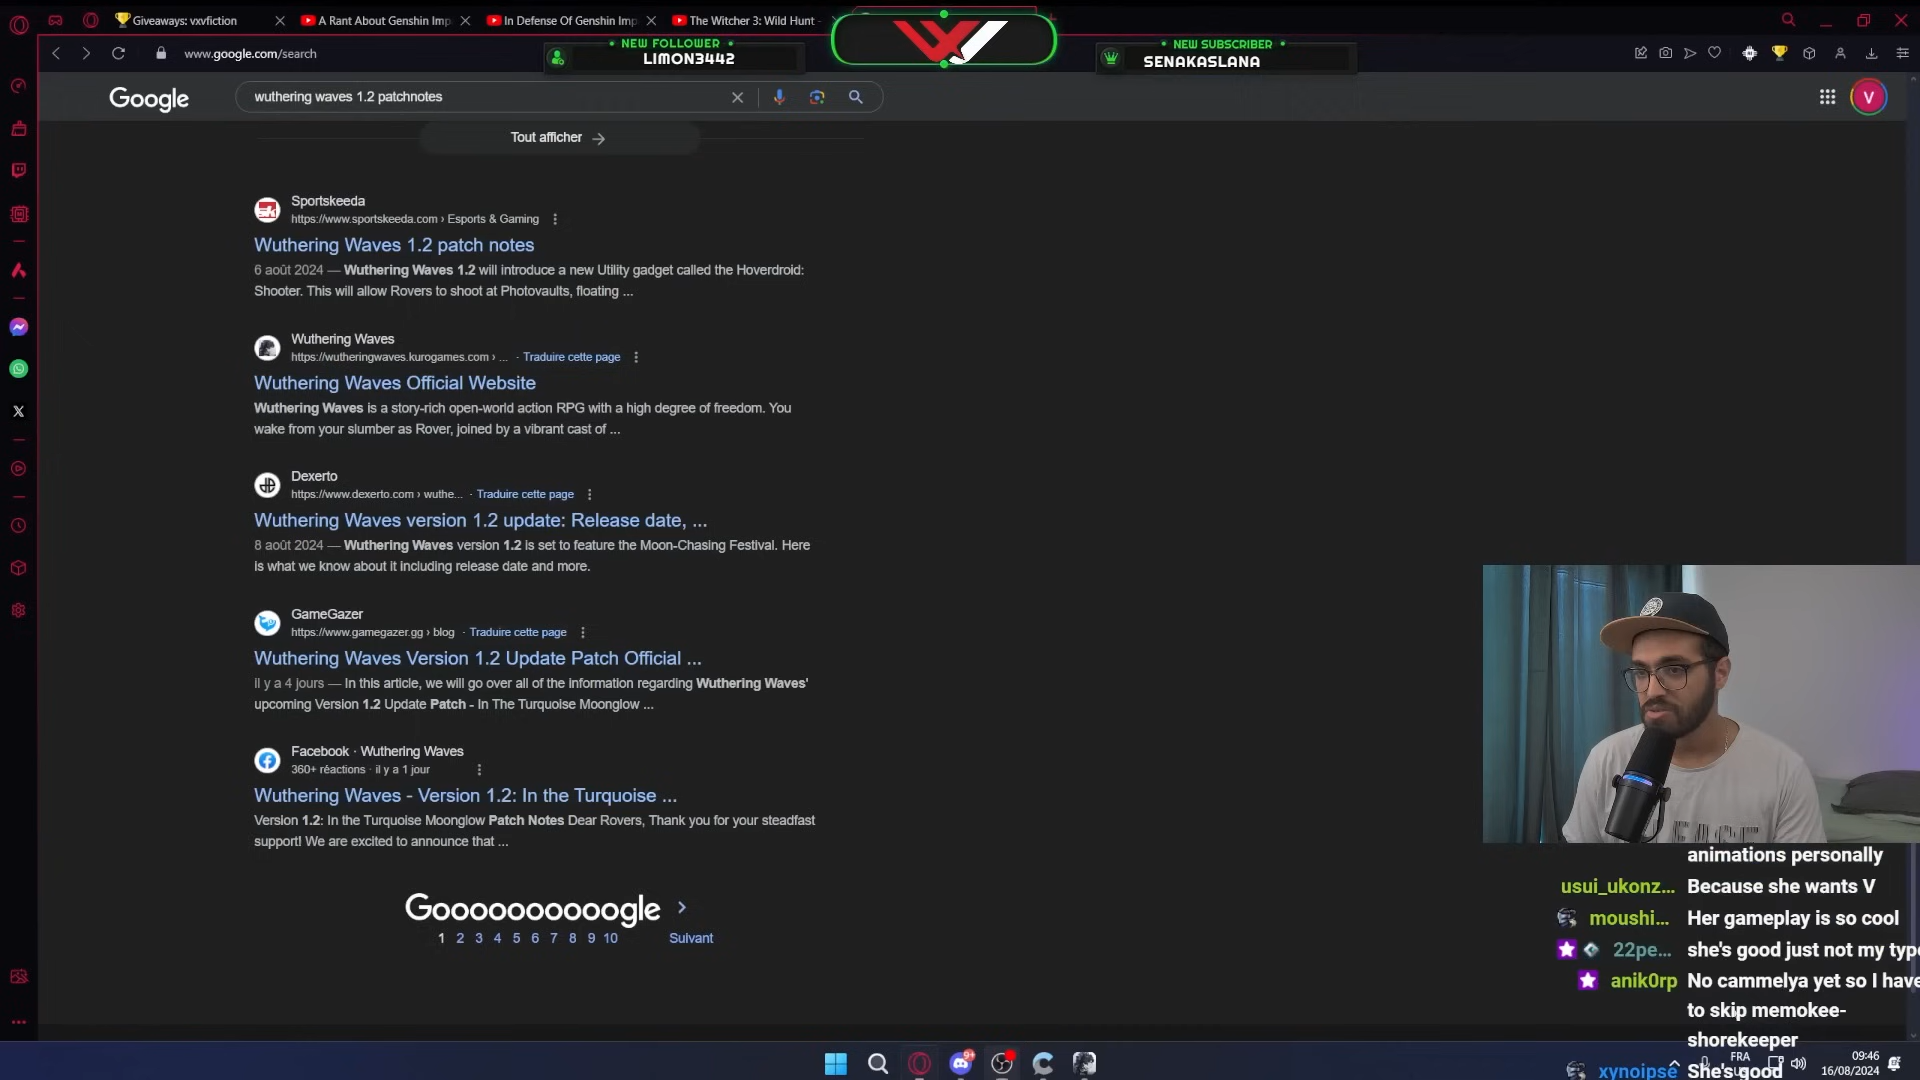 Giveaways: vxvfiction
A Rant About Genshin Imp
In Defense Of Genshin Imp
The Witcher 3: Wild Hunt -
www.google.com/search
NEW FOLLOWER
LIMON3442
NEW SUBSCRIBER
SENAKASLANA
Google
wuthering waves 1.2 patchnotes
V
Tout afficher
Sportskeeda
https://www.sportskeeda.com › Esports & Gaming
Wuthering Waves 1.2 patch notes
6 août 2024 — Wuthering Waves 1.2 will introduce a new Utility gadget called the Hoverdroid:
Shooter. This will allow Rovers to shoot at Photovaults, floating ...
Wuthering Waves
https://wutheringwaves.kurogames.com › ... · Traduire cette page
Wuthering Waves Official Website
Wuthering Waves is a story-rich open-world action RPG with a high degree of freedom. You
wake from your slumber as Rover, joined by a vibrant cast of ...
Dexerto
https://www.dexerto.com › wuthe... · Traduire cette page
Wuthering Waves version 1.2 update: Release date, ...
8 août 2024 — Wuthering Waves version 1.2 is set to feature the Moon-Chasing Festival. Here
is what we know about it including release date and more.
GameGazer
https://www.gamegazer.gg › blog · Traduire cette page
Wuthering Waves Version 1.2 Update Patch Official ...
il y a 4 jours — In this article, we will go over all of the information regarding Wuthering Waves'
upcoming Version 1.2 Update Patch - In The Turquoise Moonglow ...
Facebook · Wuthering Waves
360+ réactions · il y a 1 jour
Wuthering Waves - Version 1.2: In the Turquoise ...
Version 1.2: In the Turquoise Moonglow Patch Notes Dear Rovers, Thank you for your steadfast
support! We are excited to announce that ...
Goooooooooogle
1 2 3 4 5 6 7 8 9 10 Suivant
animations personally
usui_ukonz... Because she wants V
moushi... Her gameplay is so cool
22pe... she's good just not my type
anik0rp No cammelya yet so I have
to skip memokee-
shorekeeper
xynoipse She's good
9+
FRA
09:46
16/08/2024